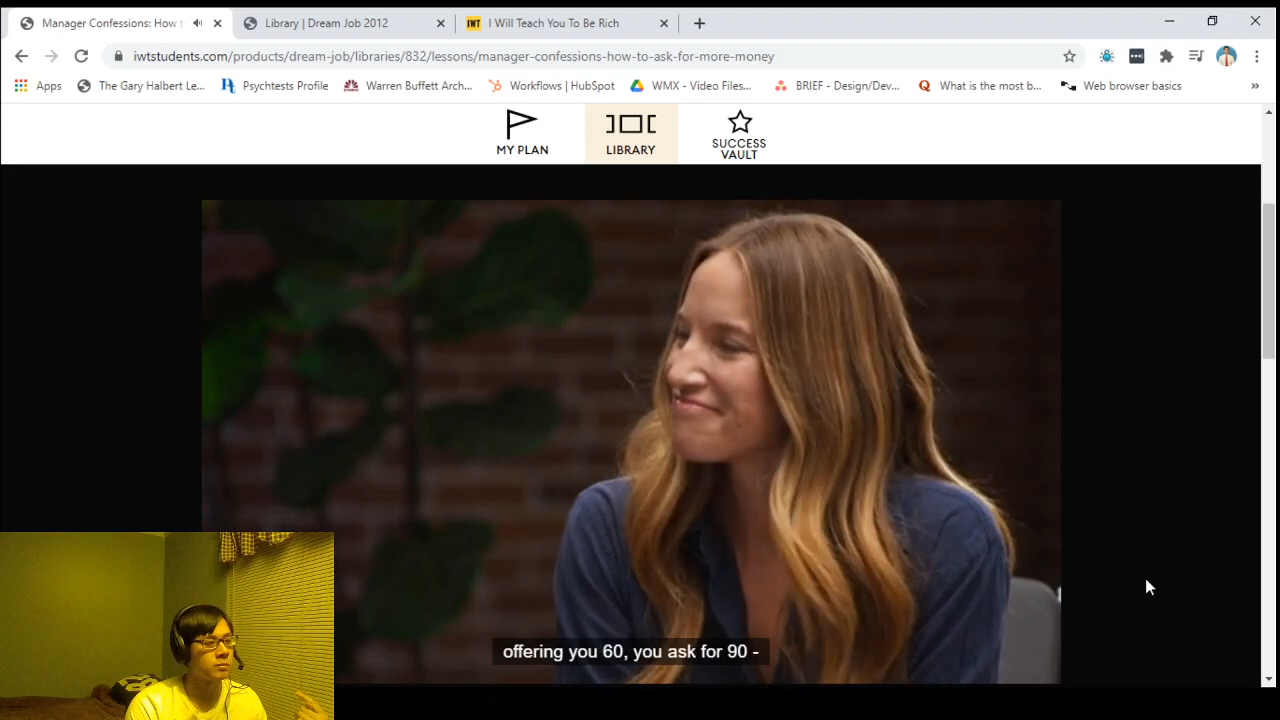 Manager Confessions: How to
Library | Dream Job 2012
IWT I Will Teach You To Be Rich
iwtstudents.com/products/dream-job/libraries/832/lessons/manager-confessions-how-to-ask-for-more-money
Apps The Gary Halbert Le... Psychtests Profile Warren Buffett Arch... Workflows | HubSpot WMX - Video Files... BRIEF - Design/Dev... What is the most b... Web browser basics »
MY PLAN
LIBRARY
SUCCESS
VAULT
offering you 60, you ask for 90 -